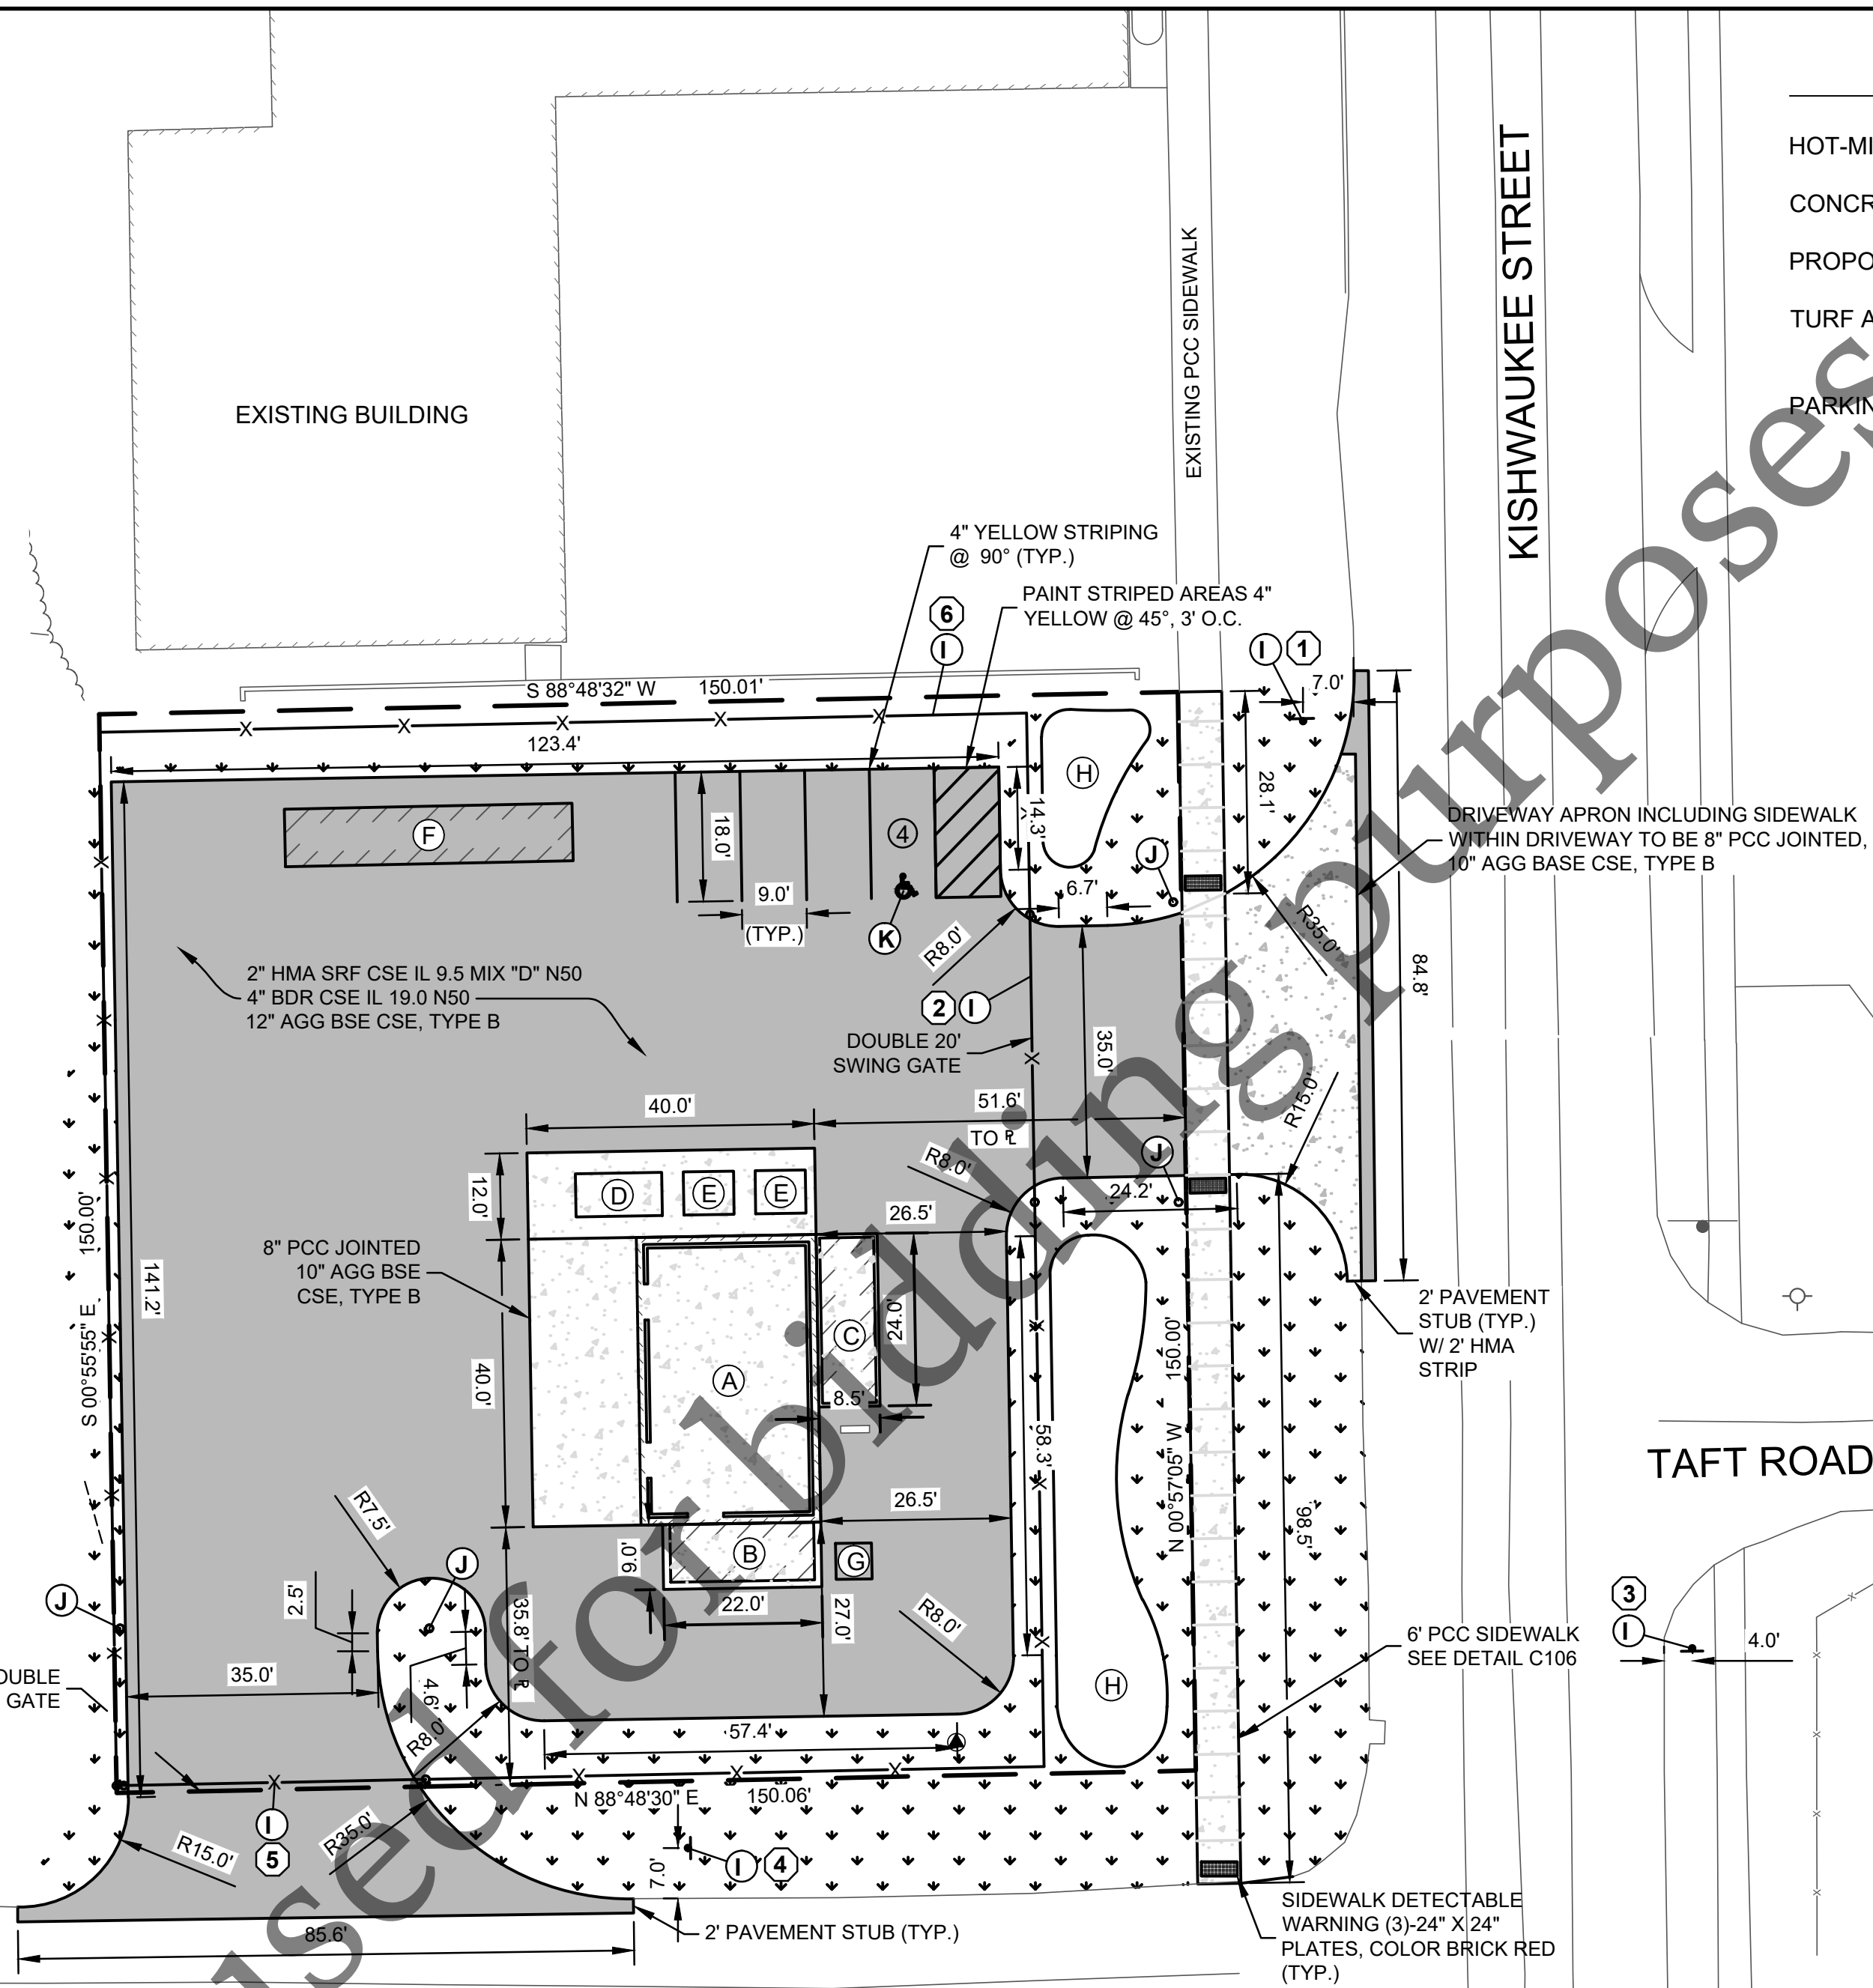 HOT-MI
CONCR
PROPO
TURF A
PARKIN
KISHWAUKEE STREET
EXISTING PCC SIDEWALK
EXISTING BUILDING
4" YELLOW STRIPING
@ 90° (TYP.)
PAINT STRIPED AREAS 4"
YELLOW @ 45°, 3' O.C.
6
I
I 1
7.0'
S 88°48'32" W 150.01'
123.4'
H
14.3'
28.1'
F
18.0'
9.0'
(TYP.)
4
K
J
6.7'
R8.0'
R35.0'
84.8'
DRIVEWAY APRON INCLUDING SIDEWALK
WITHIN DRIVEWAY TO BE 8" PCC JOINTED,
10" AGG BASE CSE, TYPE B
2" HMA SRF CSE IL 9.5 MIX "D" N50
4" BDR CSE IL 19.0 N50
12" AGG BSE CSE, TYPE B
2 I
DOUBLE 20'
SWING GATE
35.0'
R15.0'
40.0'
51.6'
TO ℄
R8.0'
J
24.2'
12.0'
D
E
E
26.5'
8" PCC JOINTED
10" AGG BSE
CSE, TYPE B
S 00°55'55" E 150.00'
141.2'
40.0'
A
C
24.0'
8.5'
58.3'
N 00°57'05" W 150.00'
98.5'
2' PAVEMENT
STUB (TYP.)
W/ 2' HMA
STRIP
TAFT ROAD
26.5'
R7.5'
J
J
2.5'
9.0'
B
G
22.0'
27.0'
35.8' TO ℄
R8.0'
H
6' PCC SIDEWALK
SEE DETAIL C106
3
I
4.0'
OUBLE
GATE
35.0'
4.6'
R8.0'
57.4'
N 88°48'30" E 150.06'
I
5
R15.0'
R35.0'
7.0'
I 4
85.6'
2' PAVEMENT STUB (TYP.)
SIDEWALK DETECTABLE
WARNING (3)-24" X 24"
PLATES, COLOR BRICK RED
(TYP.)
used for bidding purposes